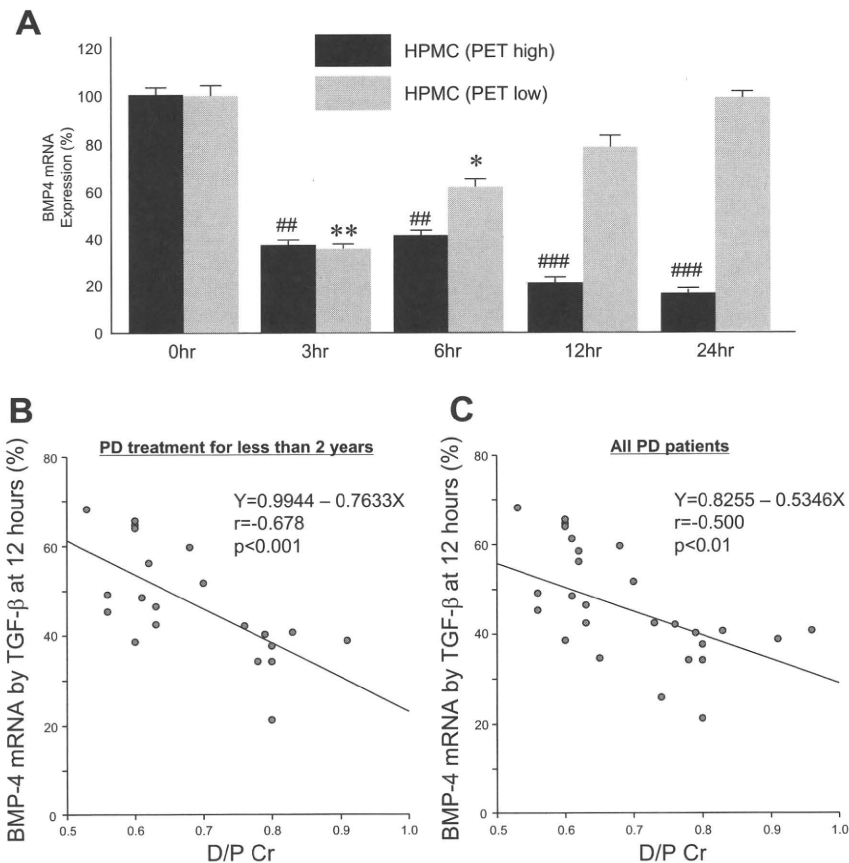 A
120
100
80
60
40
20
0
BMP4 mRNA
Expression (%)
HPMC (PET high)
HPMC (PET low)
##
**
##
*
###
###
0hr
3hr
6hr
12hr
24hr
B
PD treatment for less than 2 years
BMP-4 mRNA by TGF-β at 12 hours (%)
80
60
40
20
0
Y=0.9944 – 0.7633X
r=-0.678
p<0.001
0.5
0.6
0.7
0.8
0.9
1.0
D/P Cr
C
All PD patients
BMP-4 mRNA by TGF-β at 12 hours (%)
80
60
40
20
0
Y=0.8255 – 0.5346X
r=-0.500
p<0.01
0.5
0.6
0.7
0.8
0.9
1.0
D/P Cr